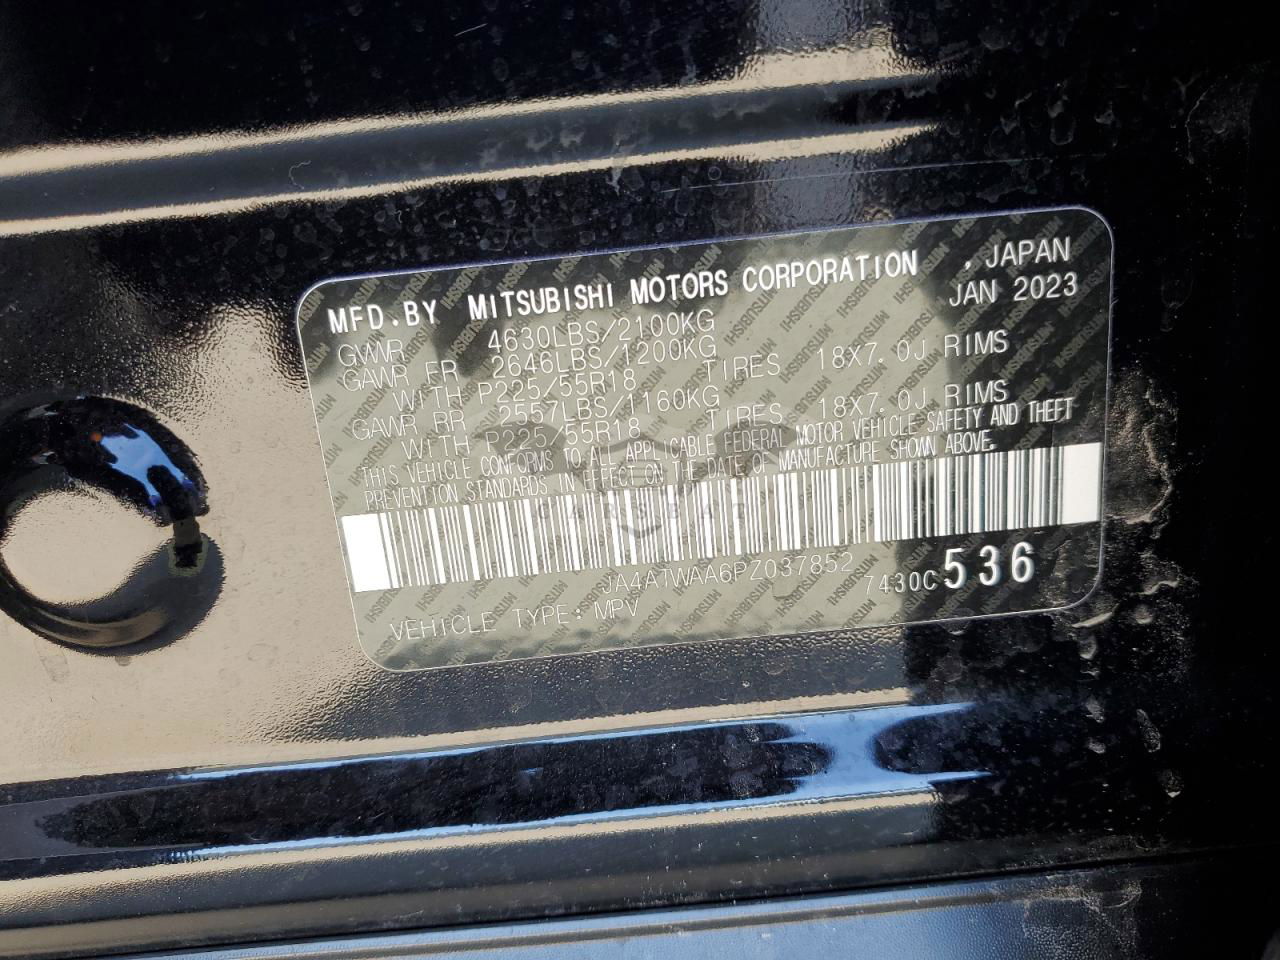 MFD.BY MITSUBISHI MOTORS CORPORATION , JAPAN
JAN 2023
GVWR 4630LBS/2100KG
GAWR FR 2646LBS/1200KG
WITH P225/55R18 TIRES 18X7.0J RIMS
GAWR RR 2557LBS/1160KG
WITH P225/55R18 TIRES 18X7.0J RIMS
THIS VEHICLE CONFORMS TO ALL APPLICABLE FEDERAL MOTOR VEHICLE SAFETY AND THEFT
PREVENTION STANDARDS IN EFFECT ON THE DATE OF MANUFACTURE SHOWN ABOVE.
CARSBAT
JA4ATWAA6PZ037852
7430C536
VEHICLE TYPE: MPV